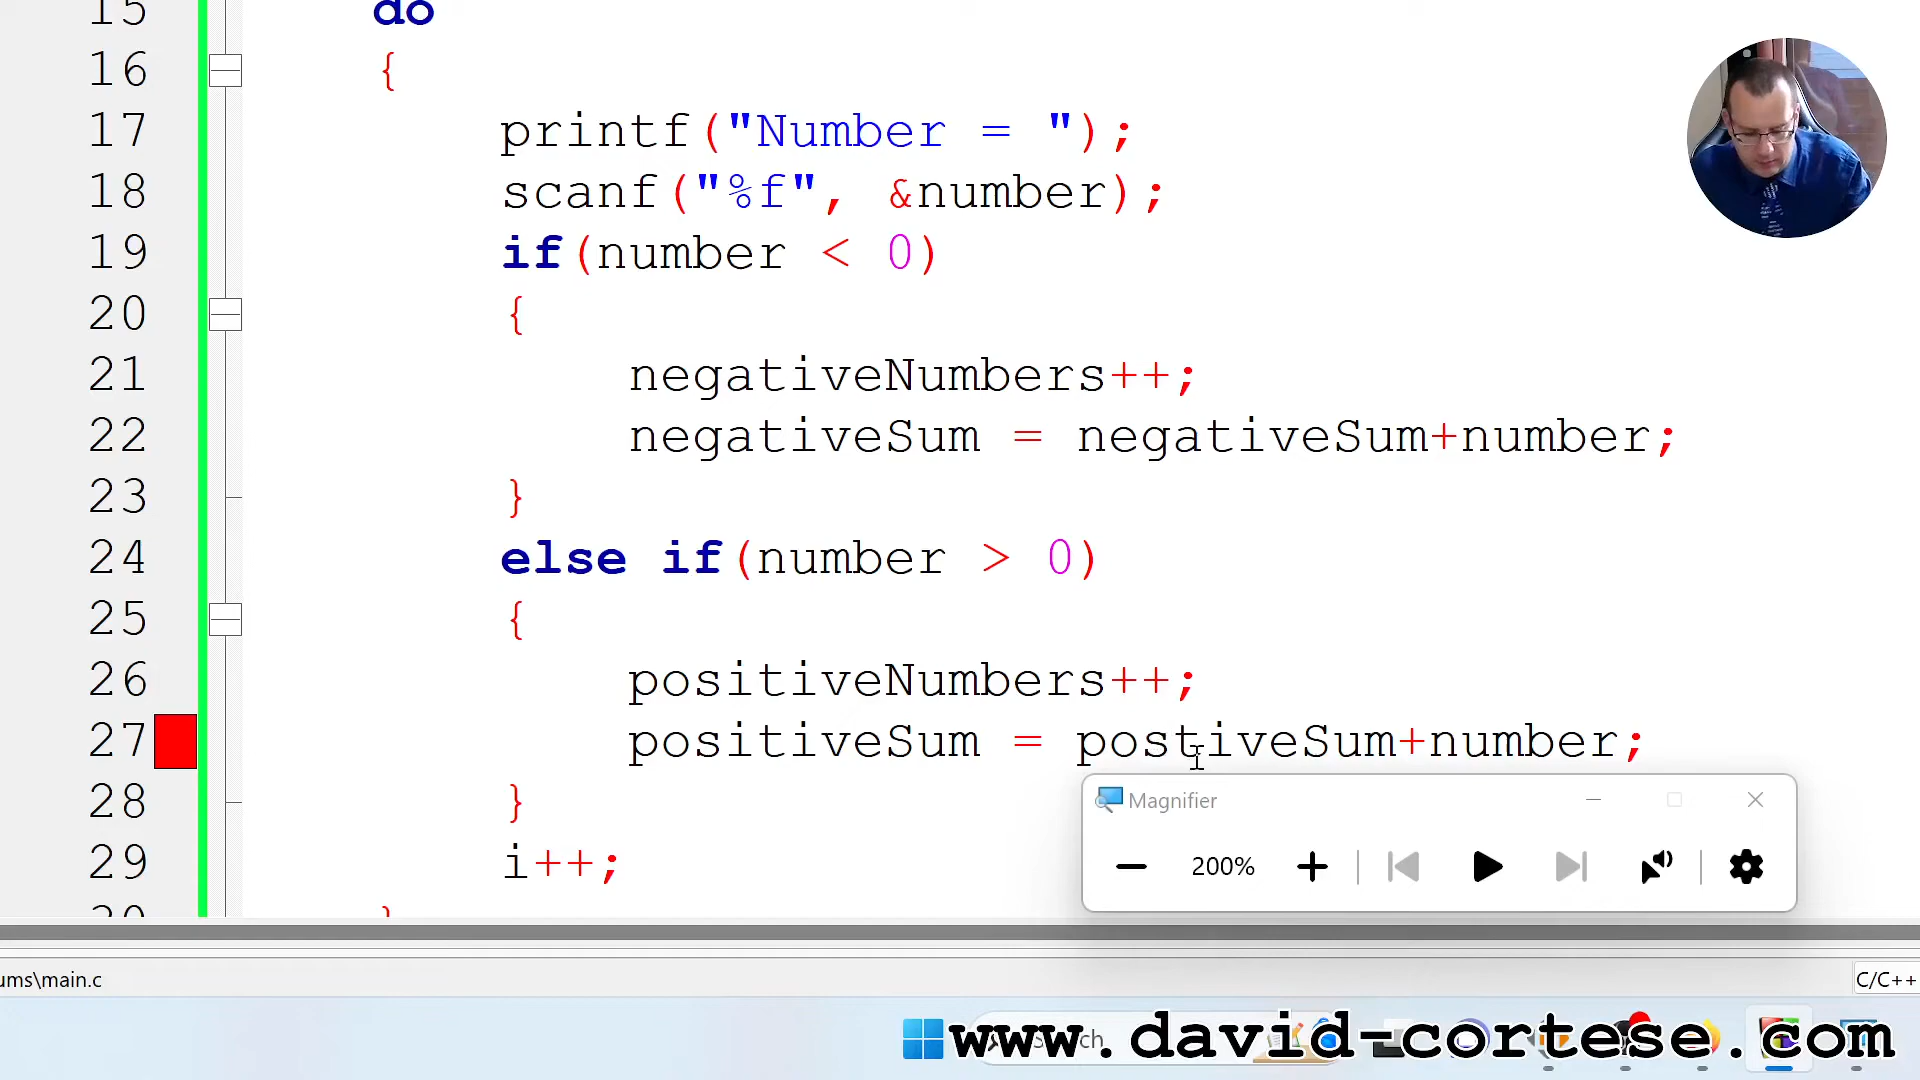 15 do
16 {
17 printf("Number = ");
18 scanf("%f", &number);
19 if(number < 0)
20 {
21 negativeNumbers++;
22 negativeSum = negativeSum+number;
23 }
24 else if(number > 0)
25 {
26 positiveNumbers++;
27 positiveSum = postiveSum+number;
28 }
Magnifier
29 i++;
200%
30 }
ums\main.c
C/C++
www.david-cortese.com